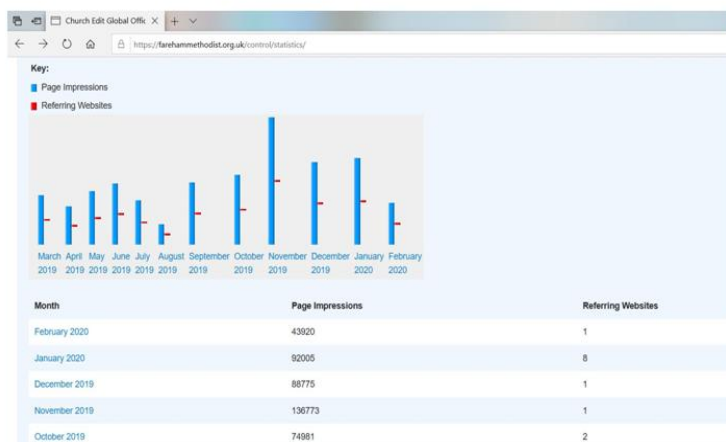 Church Edit Global Offic
https://farehammethodist.org.uk/control/statistics/
Key:
Page Impressions
Referring Websites
March April May June July August September October November December January February
2019 2019 2019 2019 2019 2019 2019 2019 2019 2019 2020 2020
Month Page Impressions Referring Websites
February 2020 43920 1
January 2020 92005 8
December 2019 88775 1
November 2019 136773 1
October 2019 74981 2